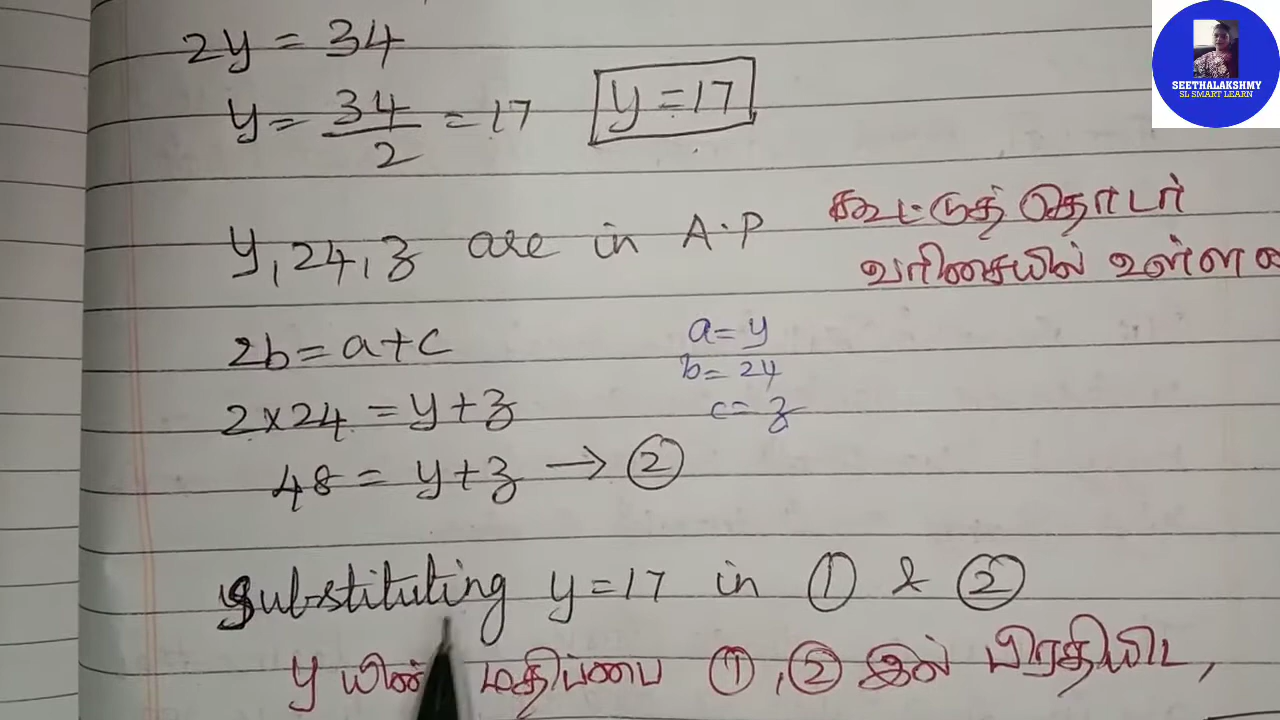 2y = 34
y = 34/2 = 17 y = 17
y, 24, z are in A.P கூட்டுத் தொடர்
வரிசையில் உள்ளன
2b = a+c a = y
b = 24
2×24 = y+z c = z
48 = y+z → ②
Substituting y=17 in ① & ②
y யின் மதிப்பை ①, ② இல் பிரதியிட,
SEETHALAKSHMY
SL SMART LEARN